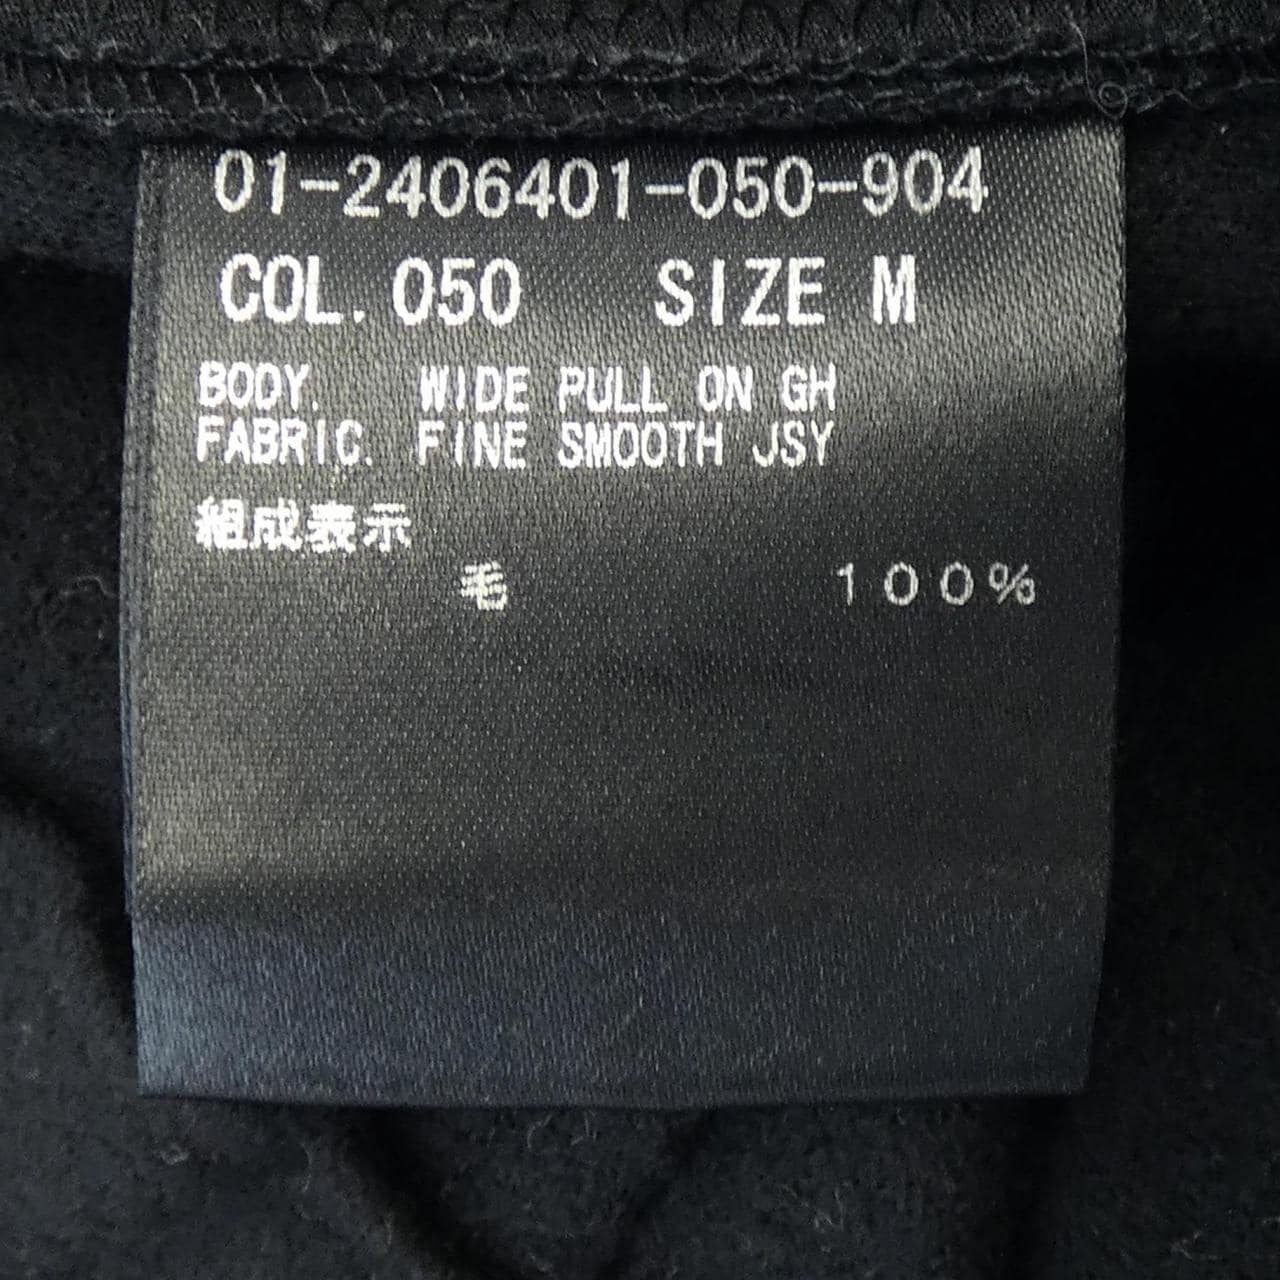 01-2406401-050-904
COL. 050 SIZE M
BODY. WIDE PULL ON GH
FABRIC. FINE SMOOTH JSY
組成表示
毛 100%